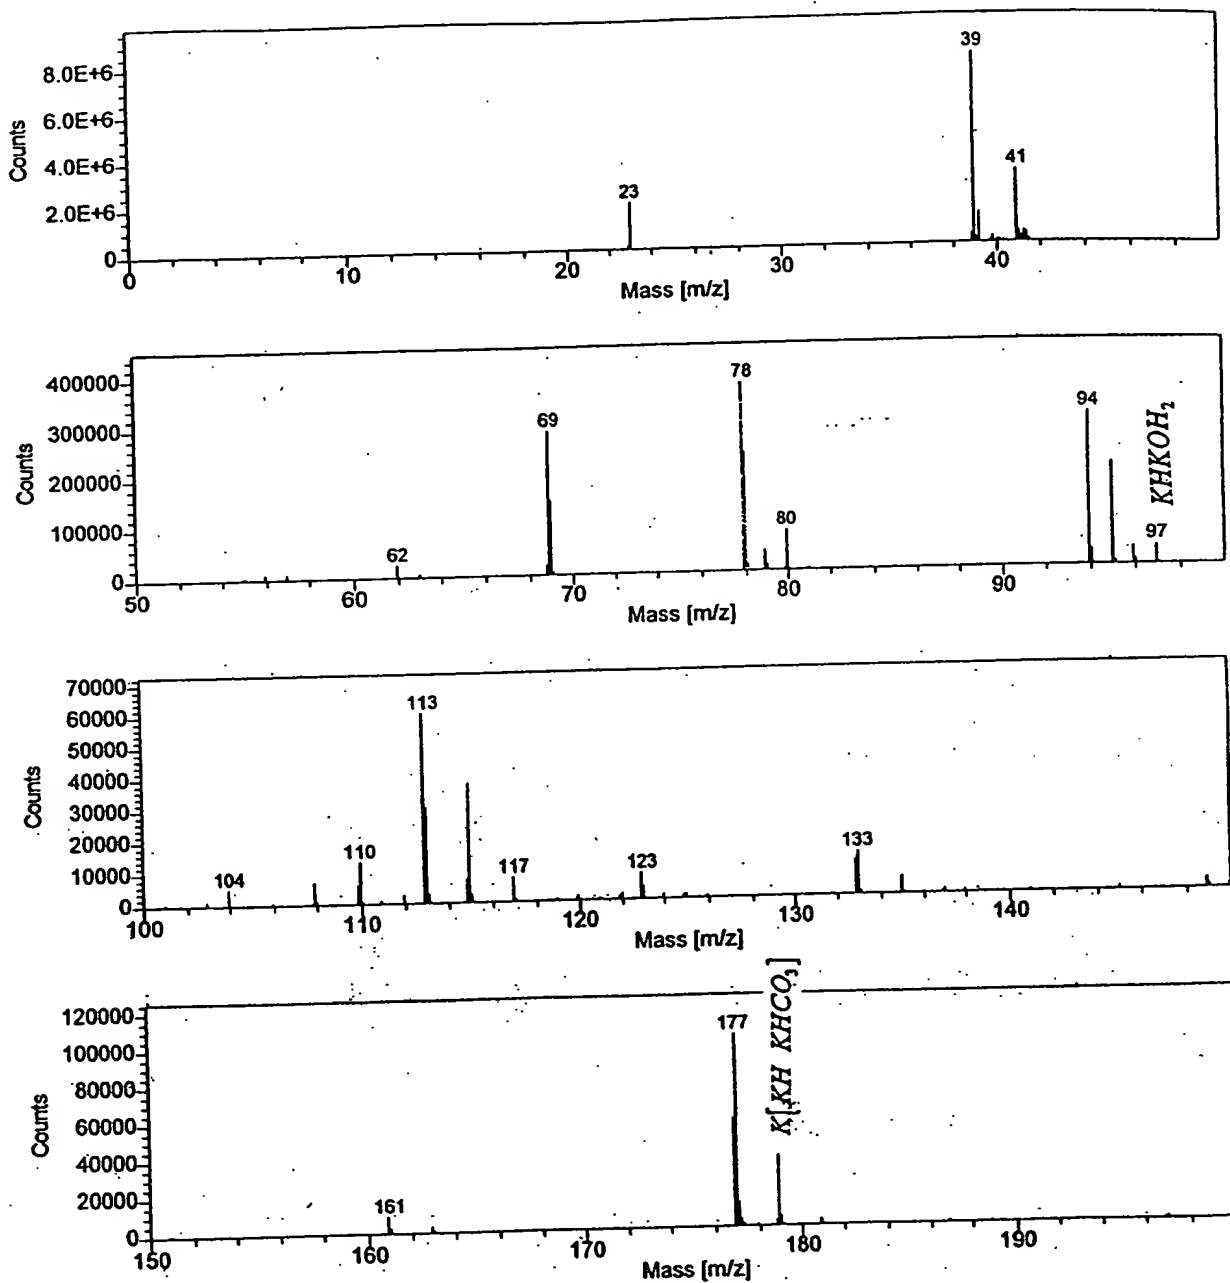 39
8.0E+6
6.0E+6
41
4.0E+6
23
2.0E+6
0
Counts
0 10 20 30 40
Mass [m/z]
78
400000
94
69
300000
200000
80
97
KHKOH2
100000
62
0
Counts
50 60 70 80 90
Mass [m/z]
70000
113
60000
50000
40000
30000
20000
110
133
117
123
10000
104
0
Counts
100 110 120 130 140
Mass [m/z]
120000
177
K[KH KHCO3]
100000
80000
60000
40000
20000
161
0
Counts
150 160 170 180 190
Mass [m/z]